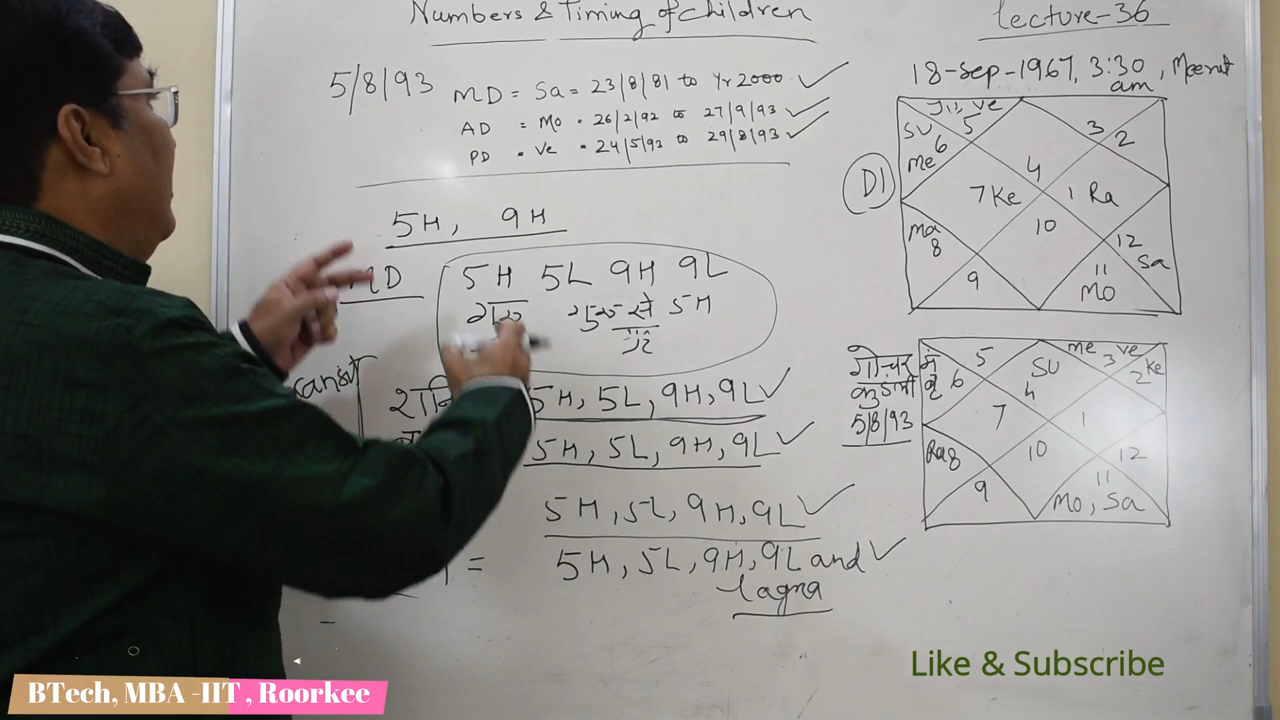 Numbers & Timing of children
Lecture-36
5/8/93
MD = Sa = 23/8/81 to Yr 2000
AD = Mo = 26/2/92 to 27/9/93
PD = Ve = 24/5/93 to 29/8/93
18-Sep-1967, 3:30 am, Meerut
D1
Ju, Ve
5
Su
6
Me
3
2
4
7 Ke
1 Ra
10
Ma
8
9
12
Sa
11
Mo
5H, 9H
MD
5H 5L 9H 9L
5H
5H, 5L, 9H, 9L
5H, 5L, 9H, 9L
5H, 5L, 9H, 9L
= 5H, 5L, 9H, 9L and
lagna
गोचर
5/8/93
5
6
Su
4
me
3
ve
2
Ke
7
1
10
Ra 8
9
12
11
Mo, Sa
Like & Subscribe
BTech, MBA -IIT , Roorkee